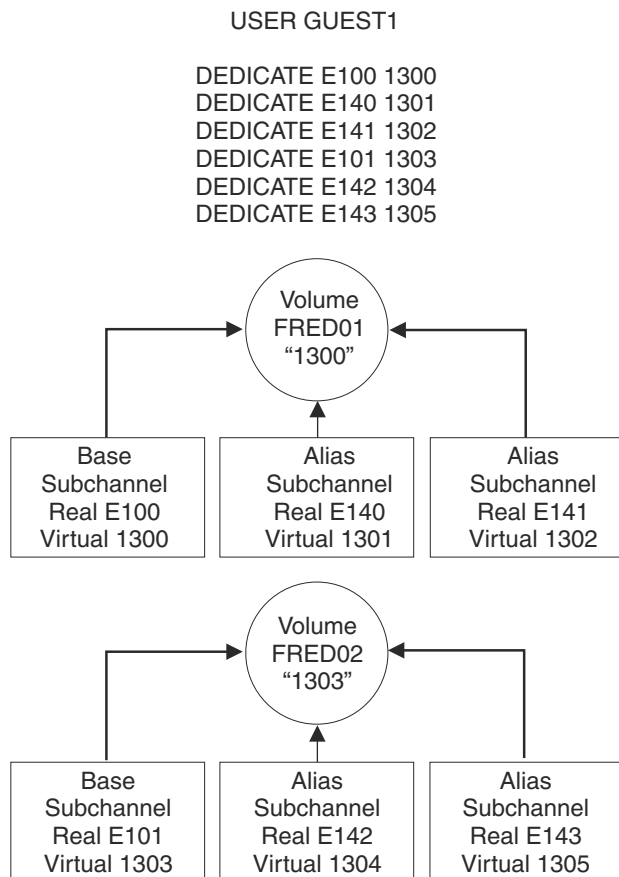 USER GUEST1
DEDICATE E100 1300
DEDICATE E140 1301
DEDICATE E141 1302
DEDICATE E101 1303
DEDICATE E142 1304
DEDICATE E143 1305
Volume
FRED01
“1300”
Base
Subchannel
Real E100
Virtual 1300
Alias
Subchannel
Real E140
Virtual 1301
Alias
Subchannel
Real E141
Virtual 1302
Volume
FRED02
“1303”
Base
Subchannel
Real E101
Virtual 1303
Alias
Subchannel
Real E142
Virtual 1304
Alias
Subchannel
Real E143
Virtual 1305